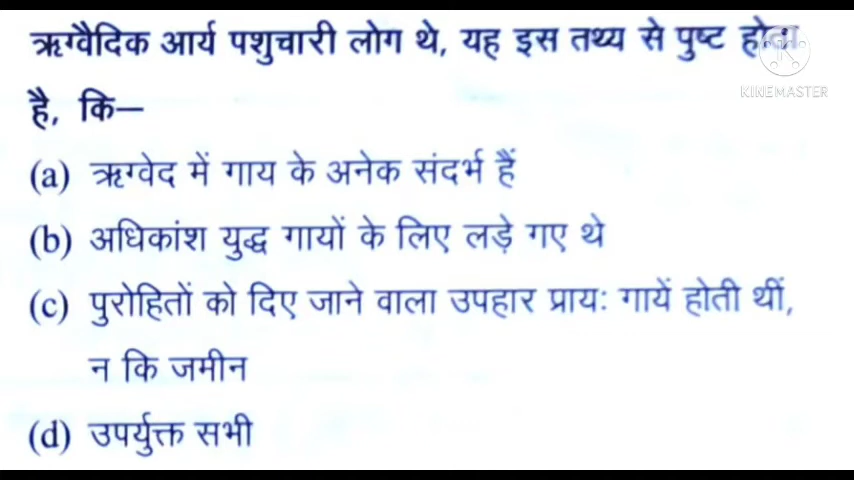 ऋग्वैदिक आर्य पशुचारी लोग थे, यह इस तथ्य से पुष्ट होता
KINEMASTER
है, कि—
(a) ऋग्वेद में गाय के अनेक संदर्भ हैं
(b) अधिकांश युद्ध गायों के लिए लड़े गए थे
(c) पुरोहितों को दिए जाने वाला उपहार प्रायः गायें होती थीं,
न कि जमीन
(d) उपर्युक्त सभी